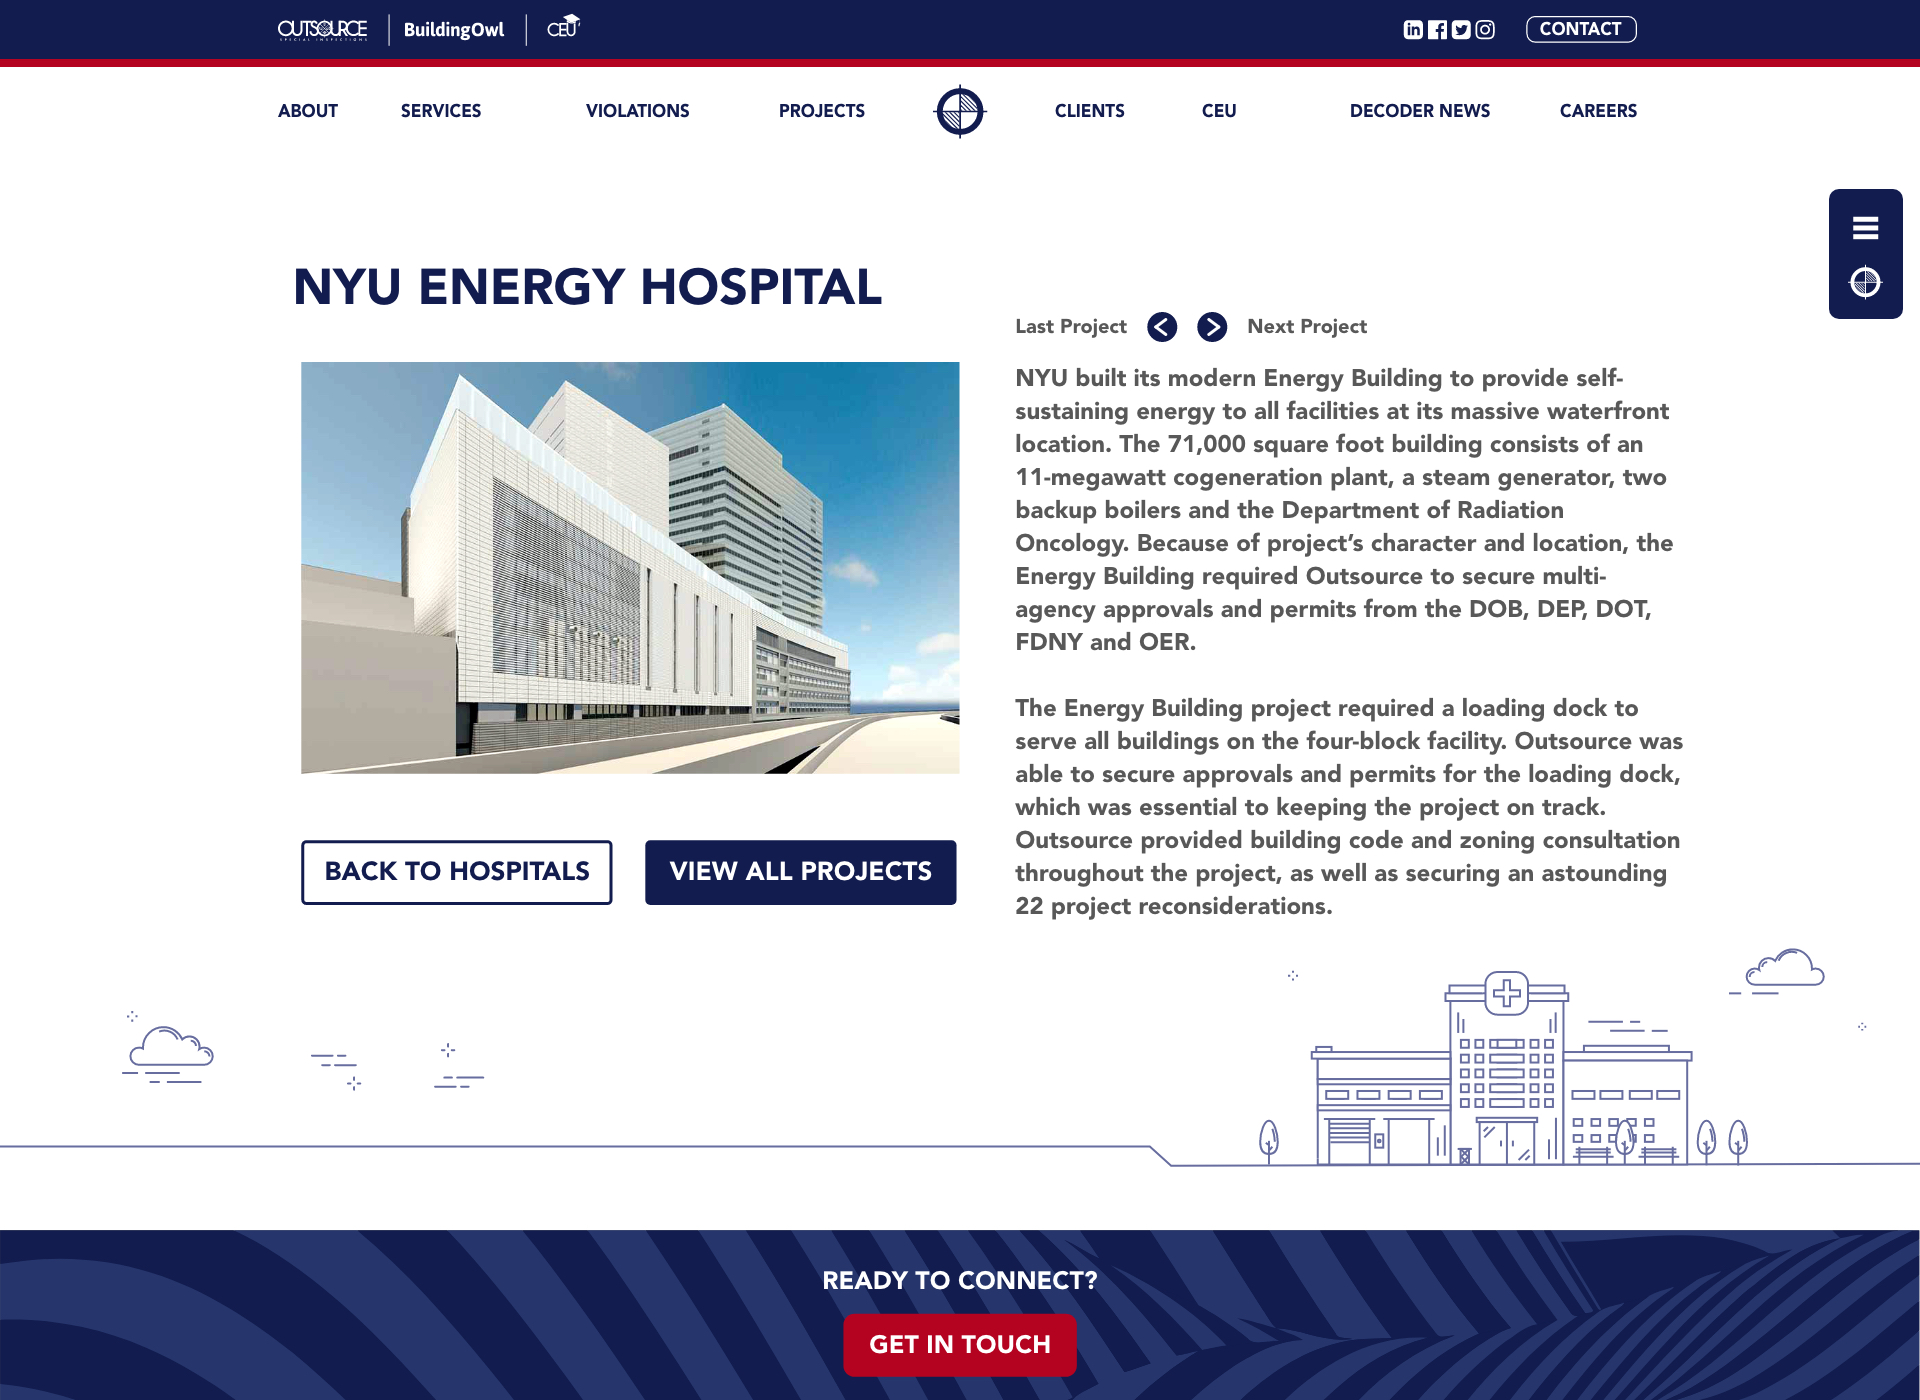 OUTSOURCE
SPECIAL INSPECTIONS
BuildingOwl
CEU
in
CONTACT
ABOUT
SERVICES
VIOLATIONS
PROJECTS
CLIENTS
CEU
DECODER NEWS
CAREERS
NYU ENERGY HOSPITAL
Last Project
Next Project
NYU built its modern Energy Building to provide self-
sustaining energy to all facilities at its massive waterfront
location. The 71,000 square foot building consists of an
11-megawatt cogeneration plant, a steam generator, two
backup boilers and the Department of Radiation
Oncology. Because of project’s character and location, the
Energy Building required Outsource to secure multi-
agency approvals and permits from the DOB, DEP, DOT,
FDNY and OER.
The Energy Building project required a loading dock to
serve all buildings on the four-block facility. Outsource was
able to secure approvals and permits for the loading dock,
which was essential to keeping the project on track.
Outsource provided building code and zoning consultation
throughout the project, as well as securing an astounding
22 project reconsiderations.
BACK TO HOSPITALS
VIEW ALL PROJECTS
READY TO CONNECT?
GET IN TOUCH